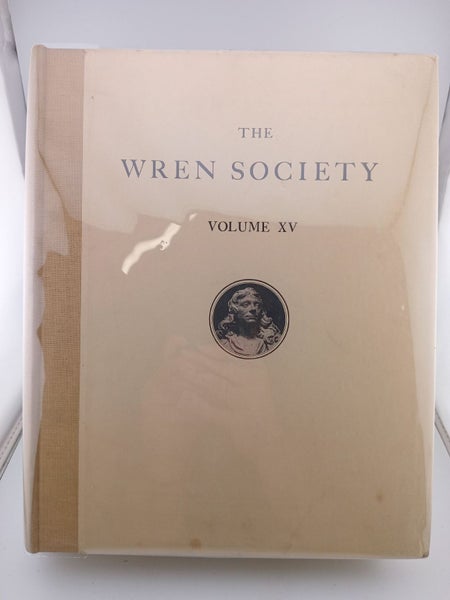 THE
WREN SOCIETY
VOLUME XV